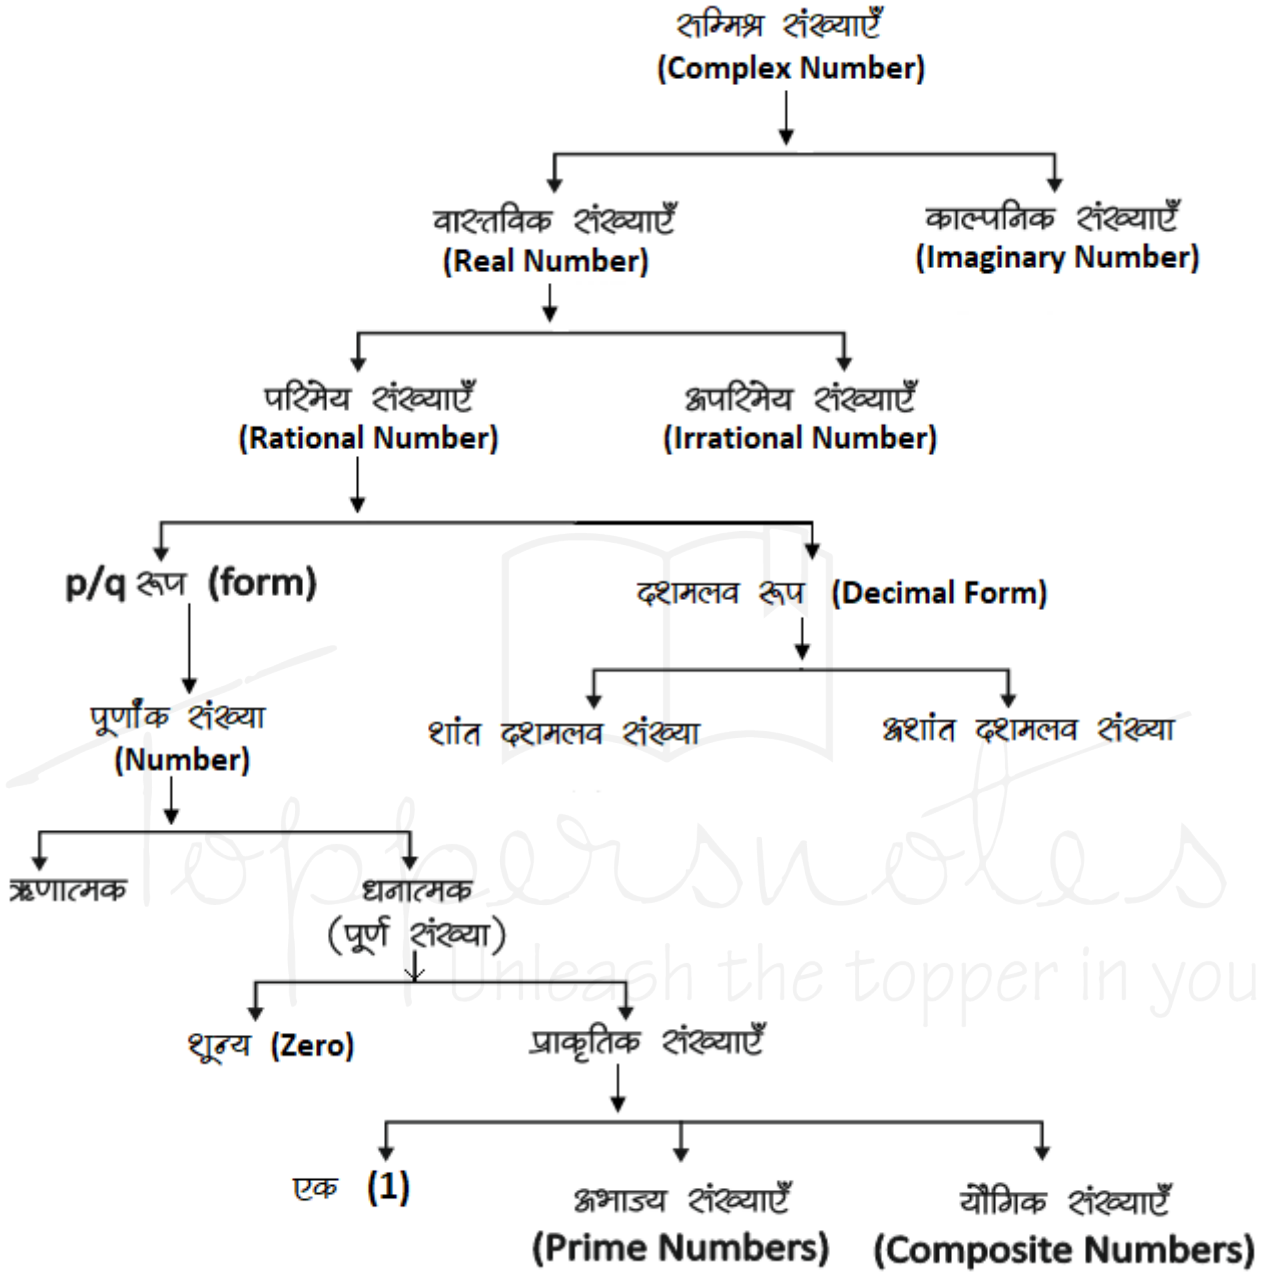 सम्मिश्र संख्याएँ
(Complex Number)
वास्तविक संख्याएँ
(Real Number)
काल्पनिक संख्याएँ
(Imaginary Number)
परिमेय संख्याएँ
(Rational Number)
अपरिमेय संख्याएँ
(Irrational Number)
p/q रूप (form)
दशमलव रूप (Decimal Form)
पूर्णांक संख्या
(Number)
शांत दशमलव संख्या
अशांत दशमलव संख्या
ऋणात्मक
धनात्मक
(पूर्ण संख्या)
Toppersnotes
Unleash the topper in you
शून्य (Zero)
प्राकृतिक संख्याएँ
एक (1)
अभाज्य संख्याएँ
(Prime Numbers)
यौगिक संख्याएँ
(Composite Numbers)